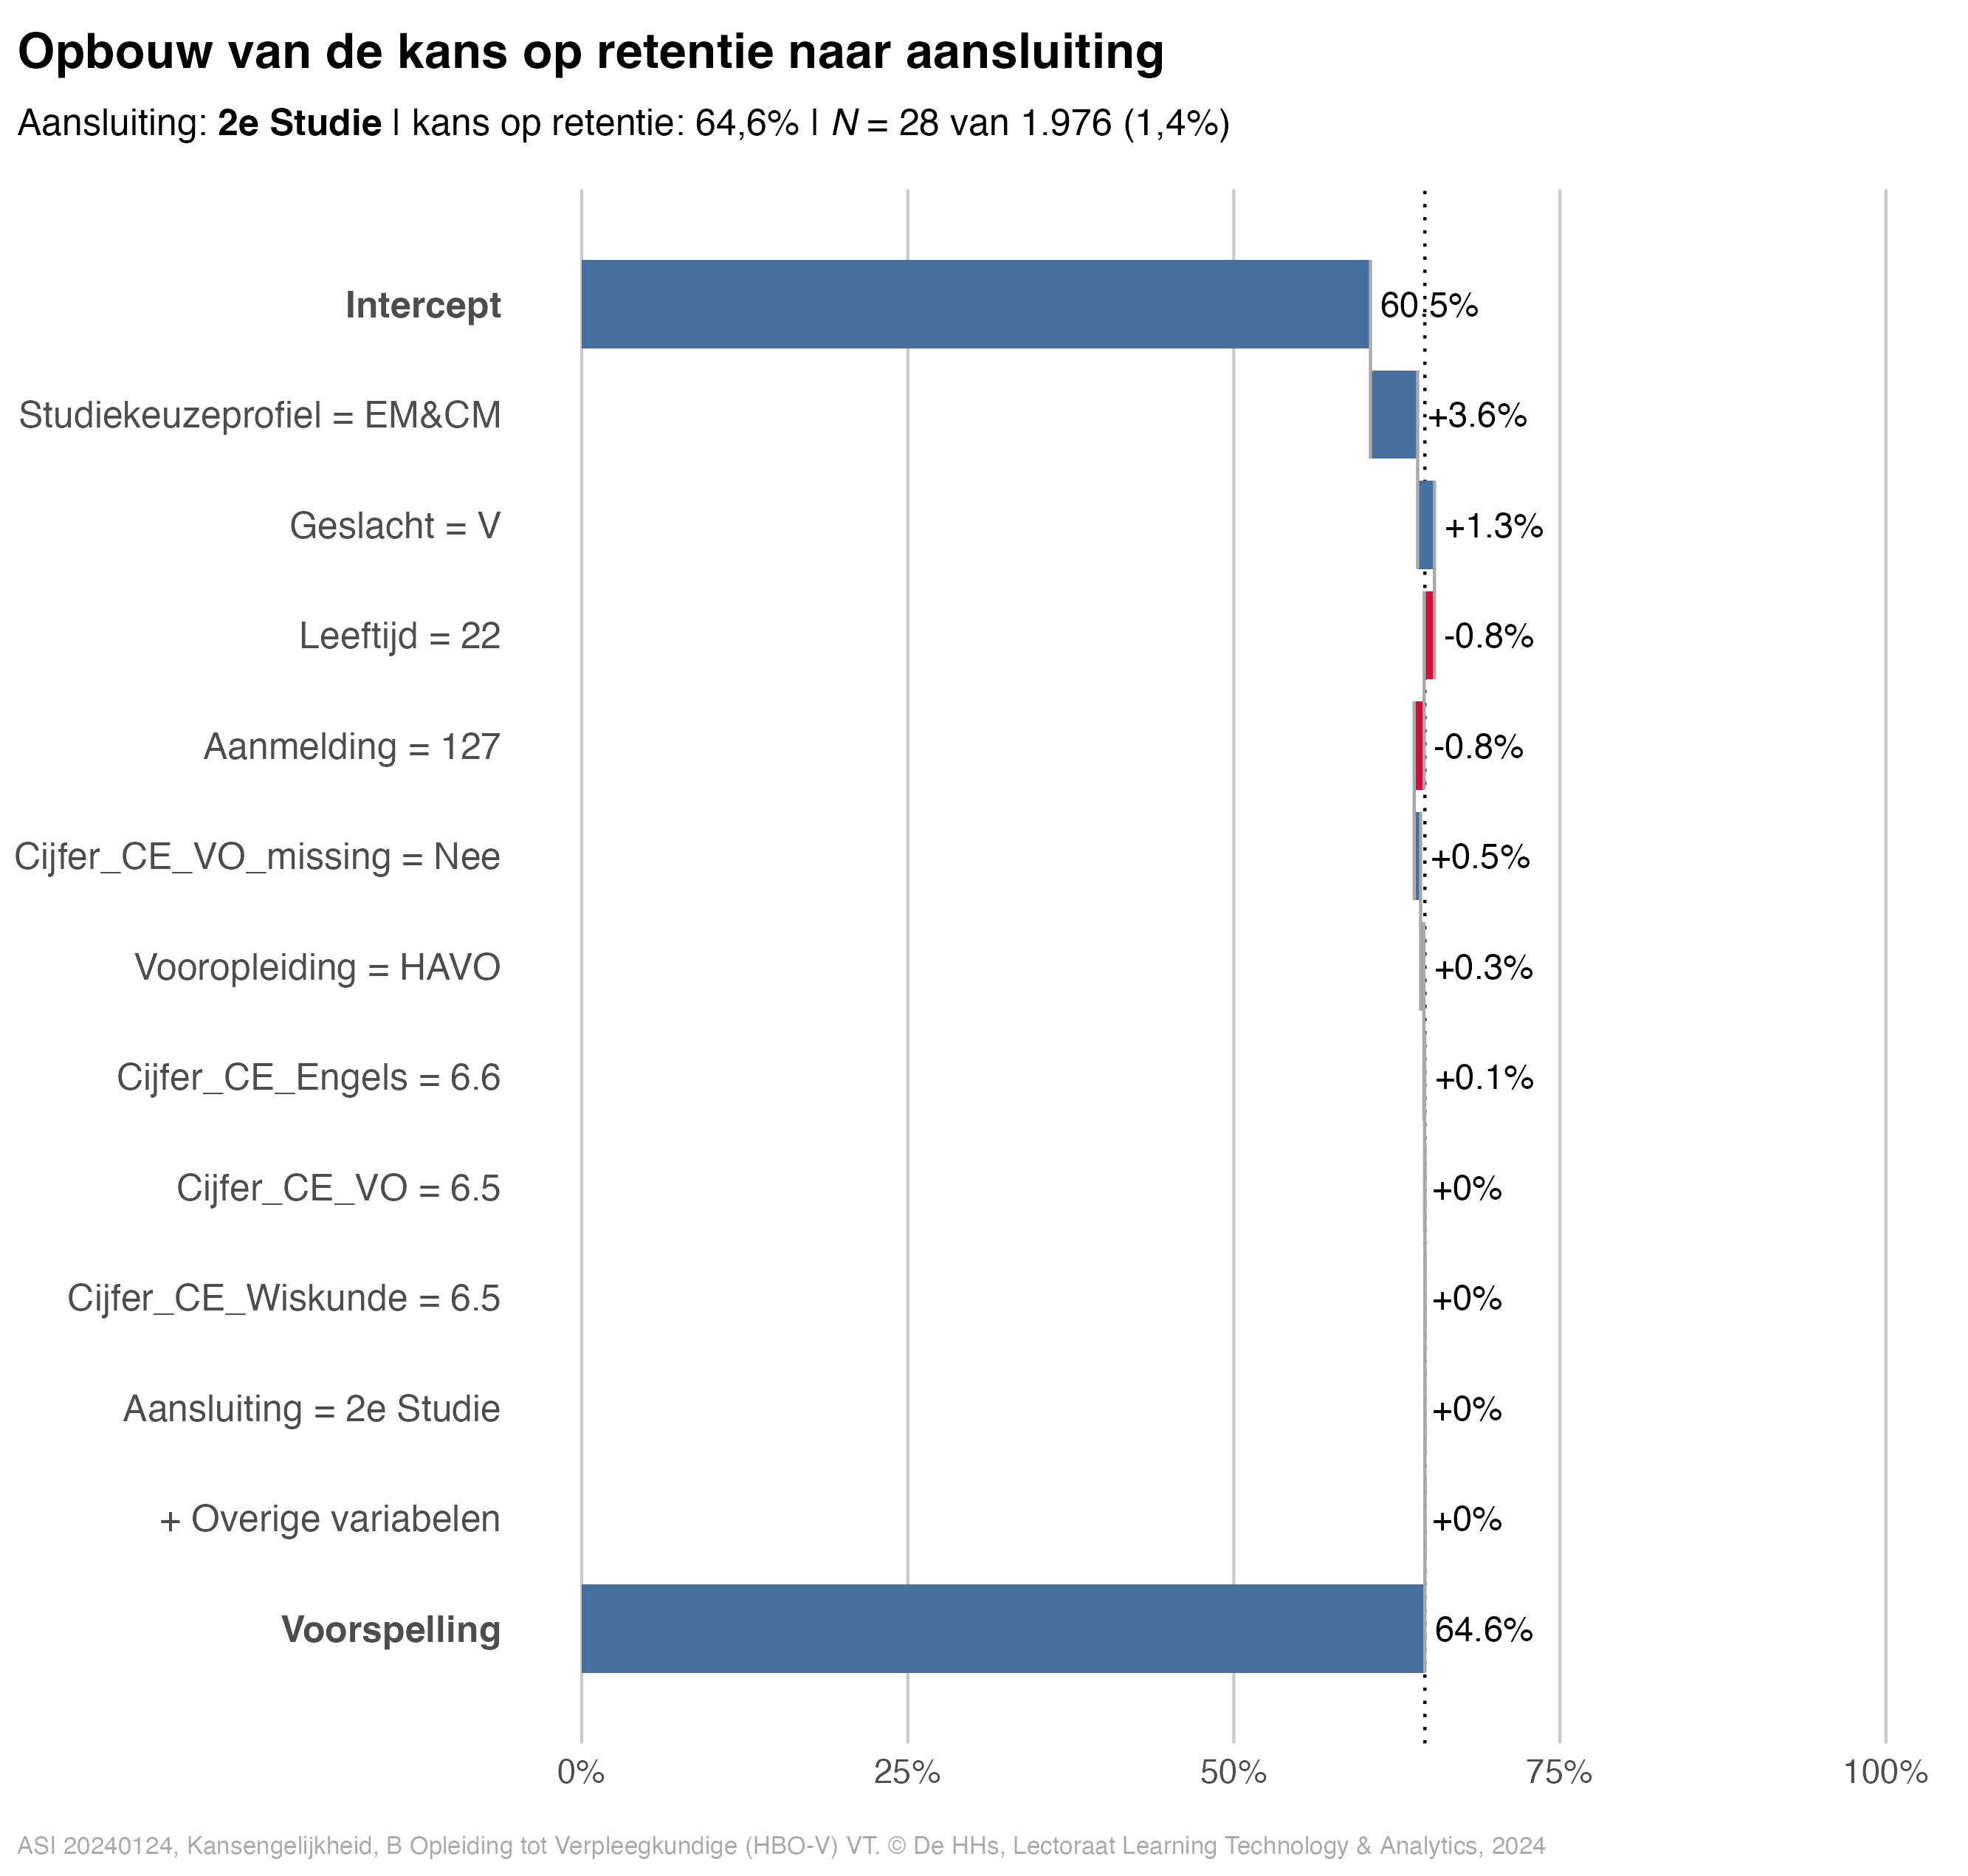 Opbouw van de kans op retentie naar aansluiting
Aansluiting: 2e Studie | kans op retentie: 64,6% | N = 28 van 1.976 (1,4%)
Intercept 60.5%
Studiekeuzeprofiel = EM&CM +3.6%
Geslacht = V +1.3%
Leeftijd = 22 -0.8%
Aanmelding = 127 -0.8%
Cijfer_CE_VO_missing = Nee +0.5%
Vooropleiding = HAVO +0.3%
Cijfer_CE_Engels = 6.6 +0.1%
Cijfer_CE_VO = 6.5 +0%
Cijfer_CE_Wiskunde = 6.5 +0%
Aansluiting = 2e Studie +0%
+ Overige variabelen +0%
Voorspelling 64.6%
0% 25% 50% 75% 100%
ASI 20240124, Kansengelijkheid, B Opleiding tot Verpleegkundige (HBO-V) VT. © De HHs, Lectoraat Learning Technology & Analytics, 2024